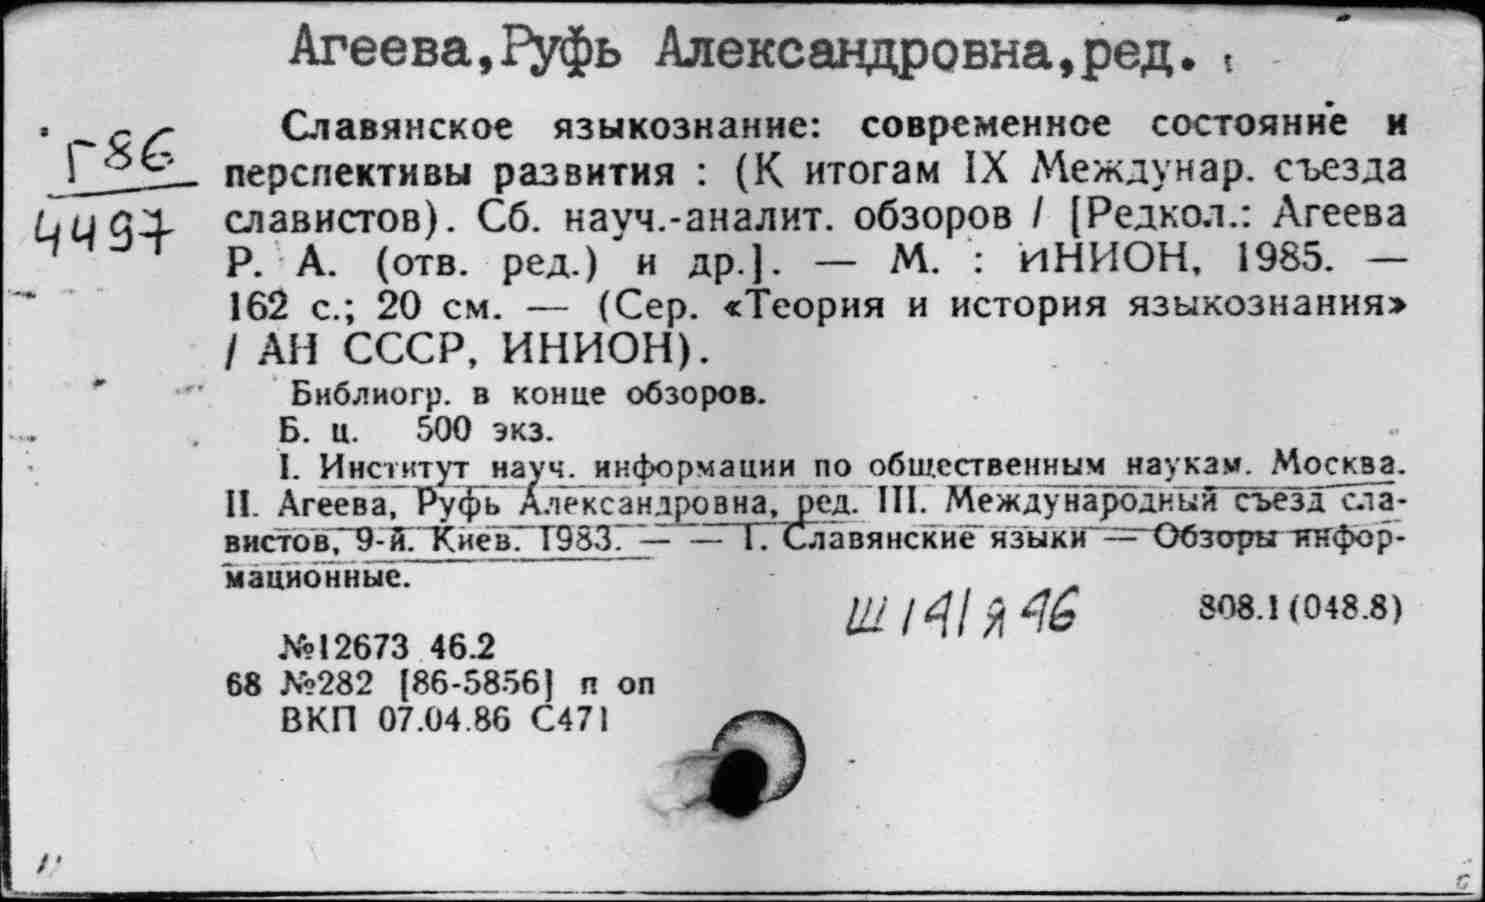 Агеева,Руфь Александровна,ред.
Г86
4497
Славянское языкознание: современное состояние и
перспективы развития : (К итогам IX Междунар. съезда
славистов). Сб. науч.-аналит. обзоров / [Редкол.: Агеева
Р. А. (отв. ред.) и др.]. — М. : ИНИОН, 1985. —
162 с.; 20 см. — (Сер. «Теория и история языкознания»
/ АН СССР, ИНИОН).
Библиогр. в конце обзоров.
Б. ц. 500 экз.
I. Институт науч. информации по общественным наукам. Москва.
II. Агеева, Руфь Александровна, ред. III. Международный съезд сла-
вистов, 9-й. Киев. 1983. — — 1. Славянские языки — Обзоры инфор-
мационные.
Ш141я46
808.1(048.8)
№12673 46.2
68 №282 [86-5856] п оп
ВКП 07.04.86 С471